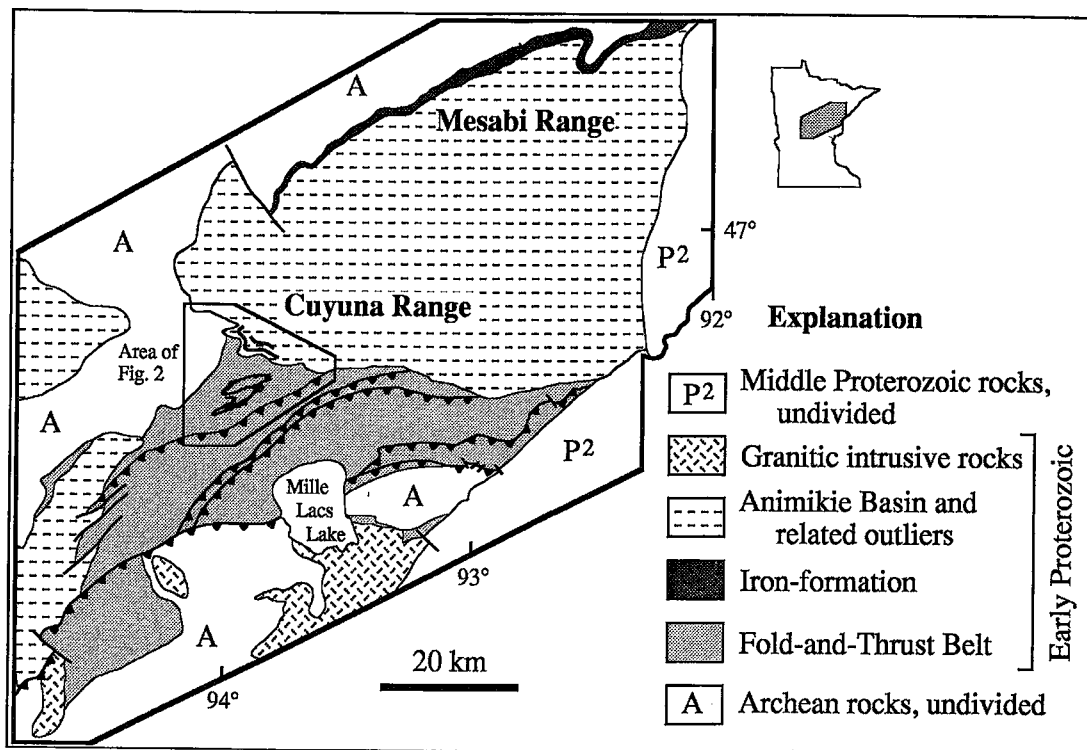 A
Mesabi Range
A
47°
P2
Cuyuna Range
92°
Area of
Fig. 2
A
P2
Mille
Lacs
Lake
A
93°
A
94°
20 km
Explanation
P2
Middle Proterozoic rocks,
undivided
Granitic intrusive rocks
Animikie Basin and
related outliers
Iron-formation
Fold-and-Thrust Belt
Early Proterozoic
A
Archean rocks, undivided